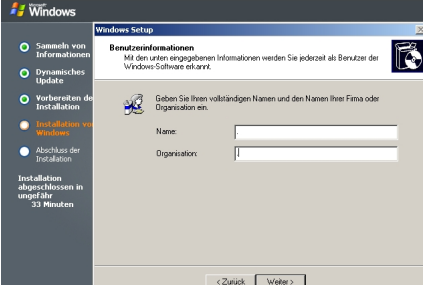 Microsoft
Windows
Sammeln von
Informationen
Dynamisches
Update
Vorbereiten de
Installation
Installation vo
Windows
Abschluss der
Installation
Installation
abgeschlossen in
ungefähr
33 Minuten
Windows Setup
Benutzerinformationen
Mit den unten eingegebenen Informationen werden Sie jederzeit als Benutzer der
Windows-Software erkannt.
Geben Sie Ihren vollständigen Namen und den Namen Ihrer Firma oder
Organisation ein.
Name:
.
Organisation:
< Zurück
Weiter >